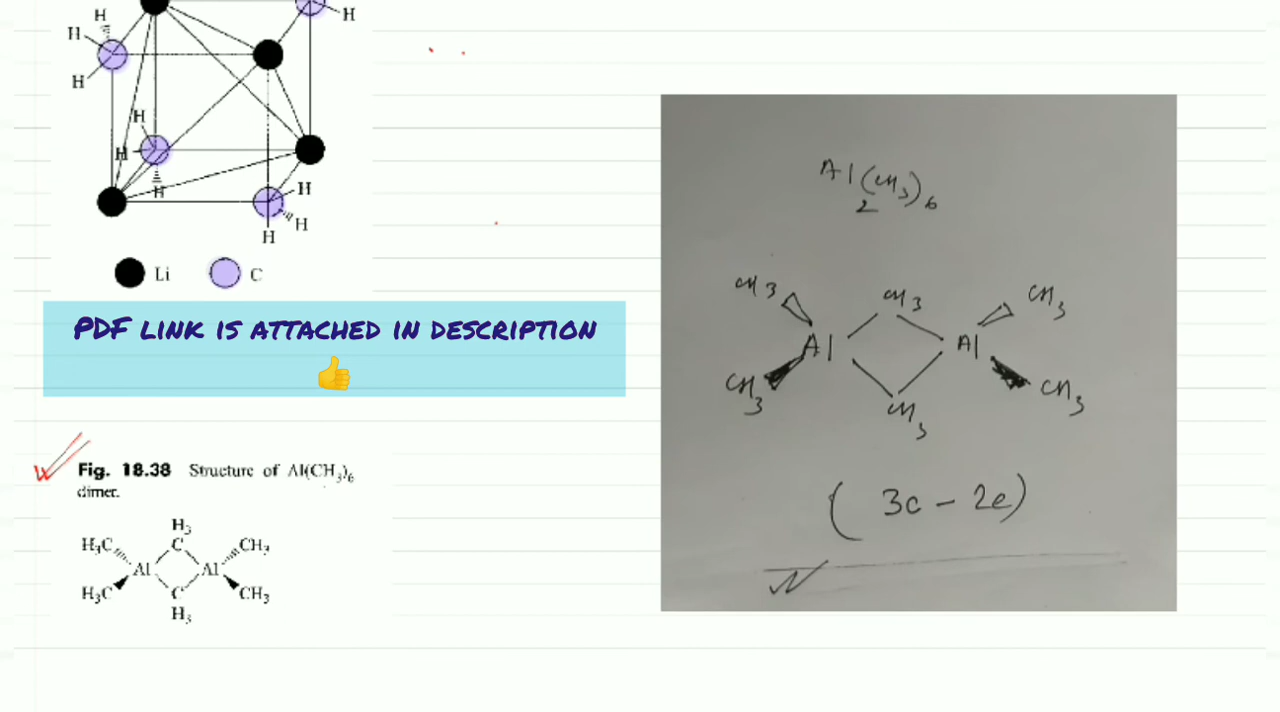 H
H
H
H
H
H
H
H
H
H
Li
C
PDF LINK IS ATTACHED IN DESCRIPTION
Fig. 18.38 Structure of Al(CH₃)₆
dimer.
H₃
H₃C C CH₃
Al Al
H₃C C CH₃
H₃
Al₂(CH₃)₆
CH₃ CH₃ CH₃
Al Al
CH₃ CH₃ CH₃
(3c - 2e)